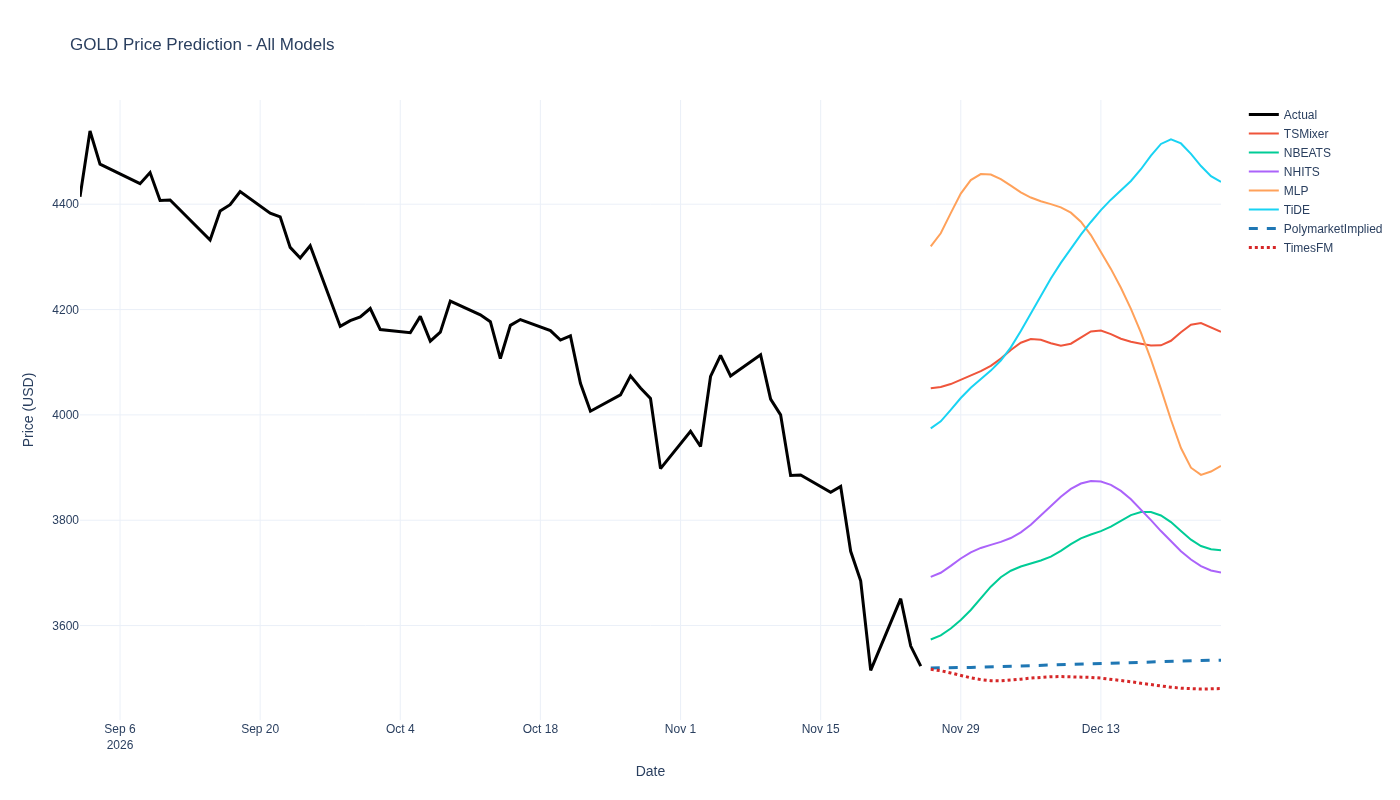 GOLD Price Prediction - All Models
Actual
TSMixer
NBEATS
NHITS
MLP
TiDE
PolymarketImplied
TimesFM
Price (USD)
4400
4200
4000
3800
3600
Sep 6
2026
Sep 20
Oct 4
Oct 18
Nov 1
Nov 15
Nov 29
Dec 13
Date